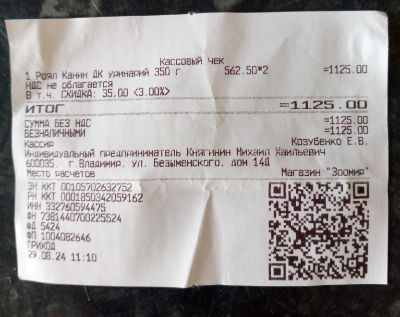 Кассовый чек
1 Роял Канин ДК уринарий 350 г 562.50*2 =1125.00
НДС не облагается
В т.ч. СКИДКА: 35.00 <3.00%>
ИТОГ =1125.00
СУММА БЕЗ НДС =1125.00
БЕЗНАЛИЧНЫМИ =1125.00
Кассир Козубенко Е.В.
Индивидуальный предприниматель Княгинин Михаил Хаильевич
600035, г Владимир, ул. Безыменского, дом 14Д
Место расчетов Магазин "Зоомир"
ЗН ККТ 00105702632752
РН ККТ 0001850342059162
ИНН 332760594475
ФН 7381440700225524
ФД 5424
ФП 1004082646
ПРИХОД
29.08.24 11:10